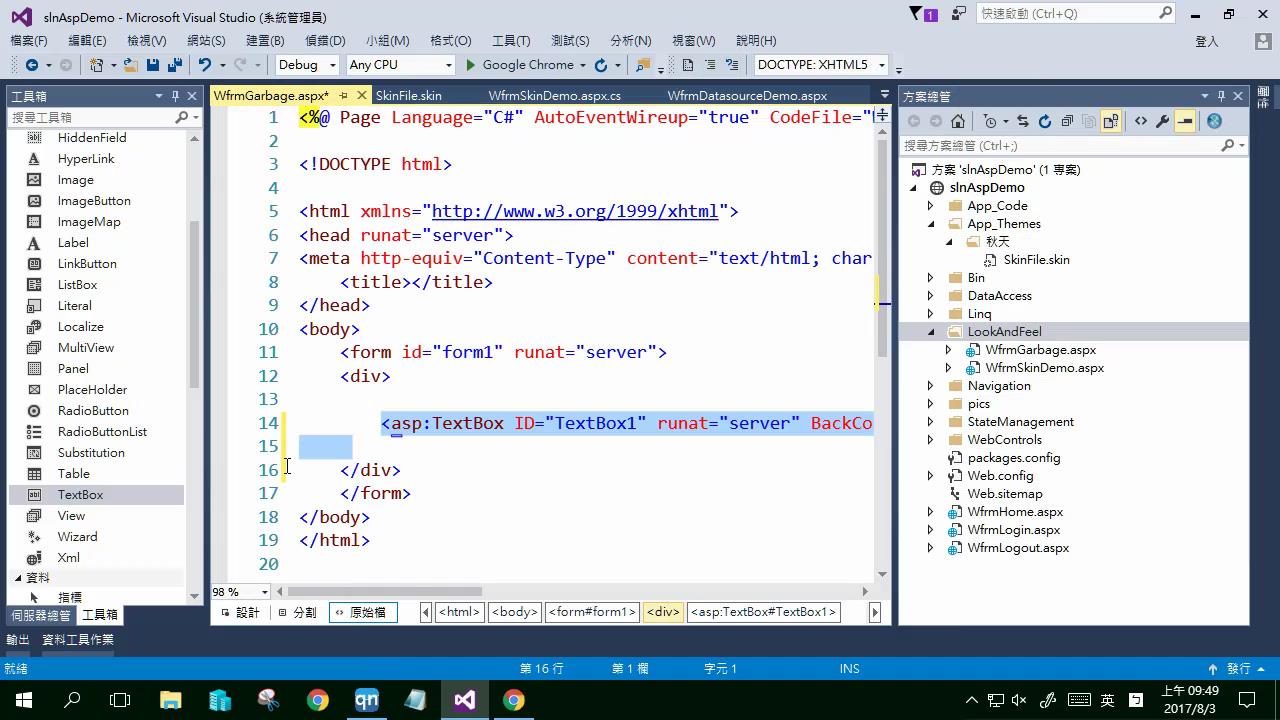 slnAspDemo - Microsoft Visual Studio (系統管理員)
1
快速啟動 (Ctrl+Q)
檔案(F) 編輯(E) 檢視(V) 網站(S) 建置(B) 偵錯(D) 小組(M) 格式(O) 工具(T) 測試(S) 分析(N) 視窗(W) 說明(H)
登入
Debug Any CPU Google Chrome DOCTYPE: XHTML5
工具箱
搜尋工具箱
HiddenField
HyperLink
Image
ImageButton
ImageMap
Label
LinkButton
ListBox
Literal
Localize
MultiView
Panel
PlaceHolder
RadioButton
RadioButtonList
Substitution
Table
TextBox
View
Wizard
Xml
資料
指標
伺服器總管 工具箱
WfrmGarbage.aspx* SkinFile.skin WfrmSkinDemo.aspx.cs WfrmDatasourceDemo.aspx
1 <%@ Page Language="C#" AutoEventWireup="true" CodeFile="
2
3 <!DOCTYPE html>
4
5 <html xmlns="http://www.w3.org/1999/xhtml">
6 <head runat="server">
7 <meta http-equiv="Content-Type" content="text/html; char
8 <title></title>
9 </head>
10 <body>
11 <form id="form1" runat="server">
12 <div>
13
14 <asp:TextBox ID="TextBox1" runat="server" BackCo
15
16 </div>
17 </form>
18 </body>
19 </html>
20
98 %
設計 分割 原始檔 <html> <body> <form#form1> <div> <asp:TextBox#TextBox1>
方案總管
搜尋方案總管 (Ctrl+;)
方案 'slnAspDemo' (1 專案)
slnAspDemo
App_Code
App_Themes
秋天
SkinFile.skin
Bin
DataAccess
Linq
LookAndFeel
WfrmGarbage.aspx
WfrmSkinDemo.aspx
Navigation
pics
StateManagement
WebControls
packages.config
Web.config
Web.sitemap
WfrmHome.aspx
WfrmLogin.aspx
WfrmLogout.aspx
輸出 資料工具作業
就緒 第 16 行 第 1 欄 字元 1 INS 發行
qn
英
上午 09:49
2017/8/3